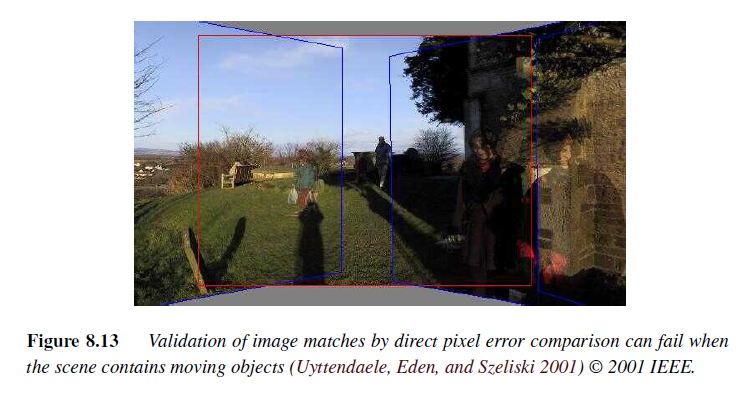 Figure 8.13 Validation of image matches by direct pixel error comparison can fail when
the scene contains moving objects (Uyttendaele, Eden, and Szeliski 2001) © 2001 IEEE.